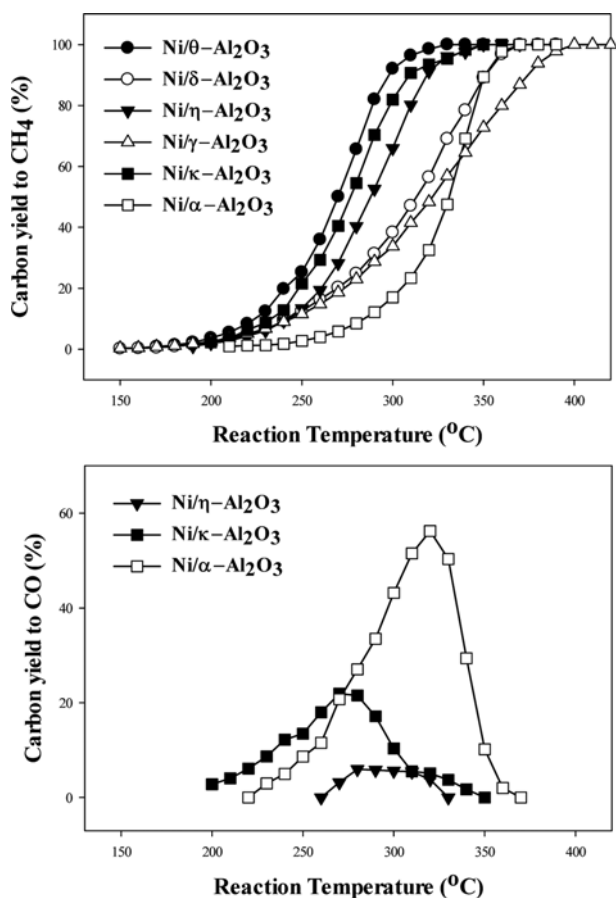 Carbon yield to CH4 (%)
100
80
60
40
20
0
Ni/θ−Al2O3
Ni/δ−Al2O3
Ni/η−Al2O3
Ni/γ−Al2O3
Ni/κ−Al2O3
Ni/α−Al2O3
150 200 250 300 350 400
Reaction Temperature (oC)
Carbon yield to CO (%)
60
40
20
0
Ni/η−Al2O3
Ni/κ−Al2O3
Ni/α−Al2O3
150 200 250 300 350 400
Reaction Temperature (oC)